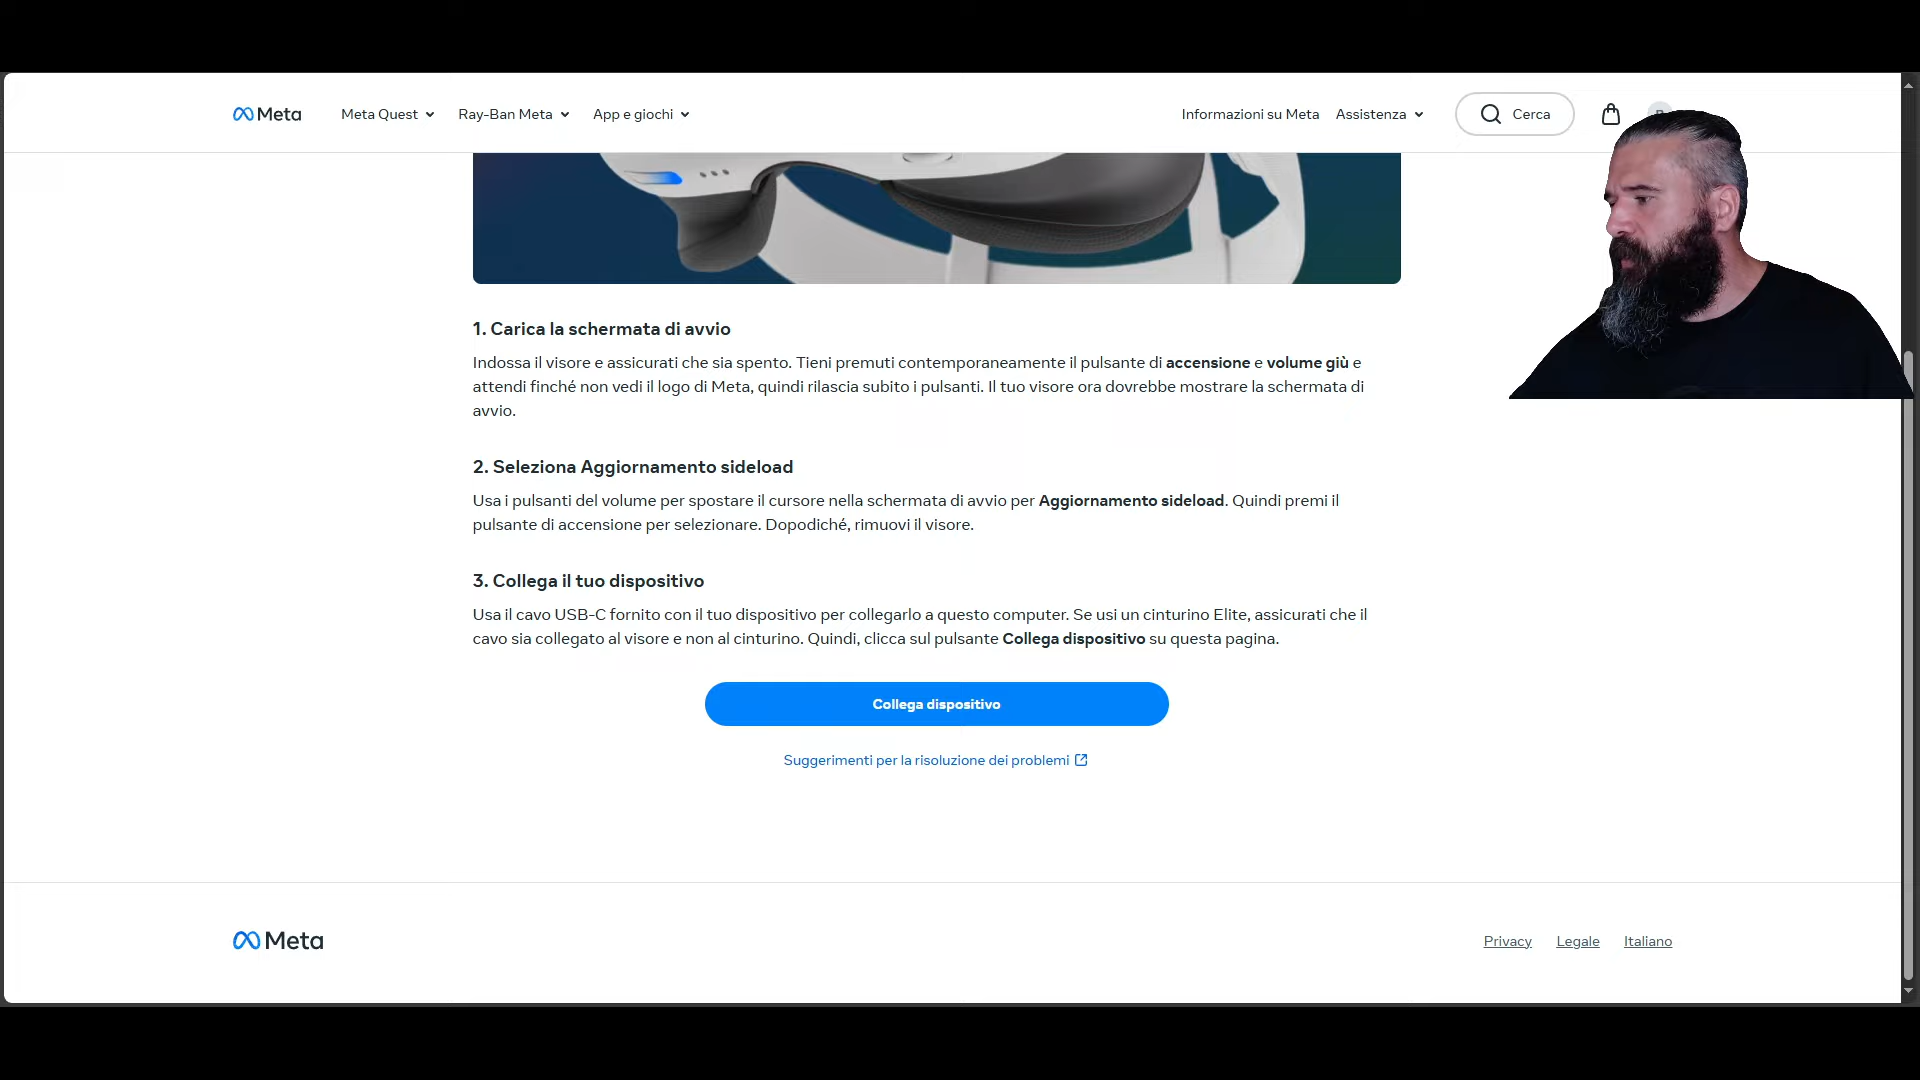 Meta
Meta Quest
Ray-Ban Meta
App e giochi
Informazioni su Meta
Assistenza
Cerca
1. Carica la schermata di avvio
Indossa il visore e assicurati che sia spento. Tieni premuti contemporaneamente il pulsante di accensione e volume giù e
attendi finché non vedi il logo di Meta, quindi rilascia subito i pulsanti. Il tuo visore ora dovrebbe mostrare la schermata di
avvio.
2. Seleziona Aggiornamento sideload
Usa i pulsanti del volume per spostare il cursore nella schermata di avvio per Aggiornamento sideload. Quindi premi il
pulsante di accensione per selezionare. Dopodiché, rimuovi il visore.
3. Collega il tuo dispositivo
Usa il cavo USB-C fornito con il tuo dispositivo per collegarlo a questo computer. Se usi un cinturino Elite, assicurati che il
cavo sia collegato al visore e non al cinturino. Quindi, clicca sul pulsante Collega dispositivo su questa pagina.
Collega dispositivo
Suggerimenti per la risoluzione dei problemi
Meta
Privacy
Legale
Italiano